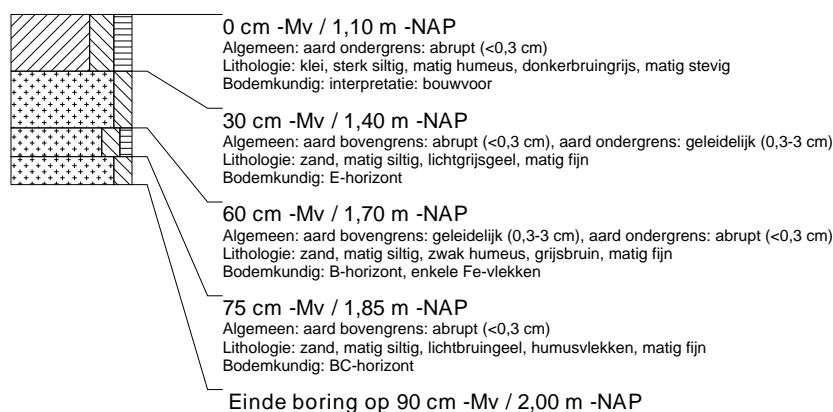 0 cm -Mv / 1,10 m -NAP
Algemeen: aard ondergrens: abrupt (<0,3 cm)
Lithologie: klei, sterk siltig, matig humeus, donkerbruingrijs, matig stevig
Bodemkundig: interpretatie: bouwvoor
30 cm -Mv / 1,40 m -NAP
Algemeen: aard bovengrens: abrupt (<0,3 cm), aard ondergrens: geleidelijk (0,3-3 cm)
Lithologie: zand, matig siltig, lichtgrijsgeel, matig fijn
Bodemkundig: E-horizont
60 cm -Mv / 1,70 m -NAP
Algemeen: aard bovengrens: geleidelijk (0,3-3 cm), aard ondergrens: abrupt (<0,3 cm)
Lithologie: zand, matig siltig, zwak humeus, grijsbruin, matig fijn
Bodemkundig: B-horizont, enkele Fe-vlekken
75 cm -Mv / 1,85 m -NAP
Algemeen: aard bovengrens: abrupt (<0,3 cm)
Lithologie: zand, matig siltig, lichtbruingeel, humusvlekken, matig fijn
Bodemkundig: BC-horizont
Einde boring op 90 cm -Mv / 2,00 m -NAP